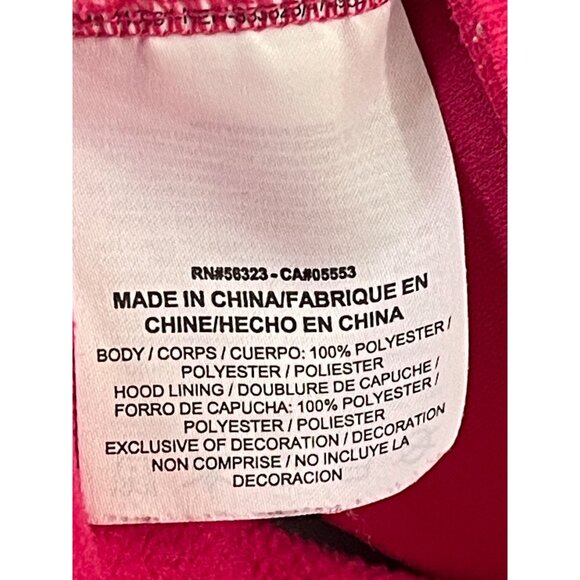 RN#56323-CA#05553
MADE IN CHINA/FABRIQUE EN
CHINE/HECHO EN CHINA
BODY / CORPS / CUERPO: 100% POLYESTER /
POLYESTER / POLIESTER
HOOD LINING / DOUBLURE DE CAPUCHE /
FORRO DE CAPUCHA: 100% POLYESTER /
POLYESTER / POLIESTER
EXCLUSIVE OF DECORATION / DECORATION
NON COMPRISE / NO INCLUYE LA
DECORACION